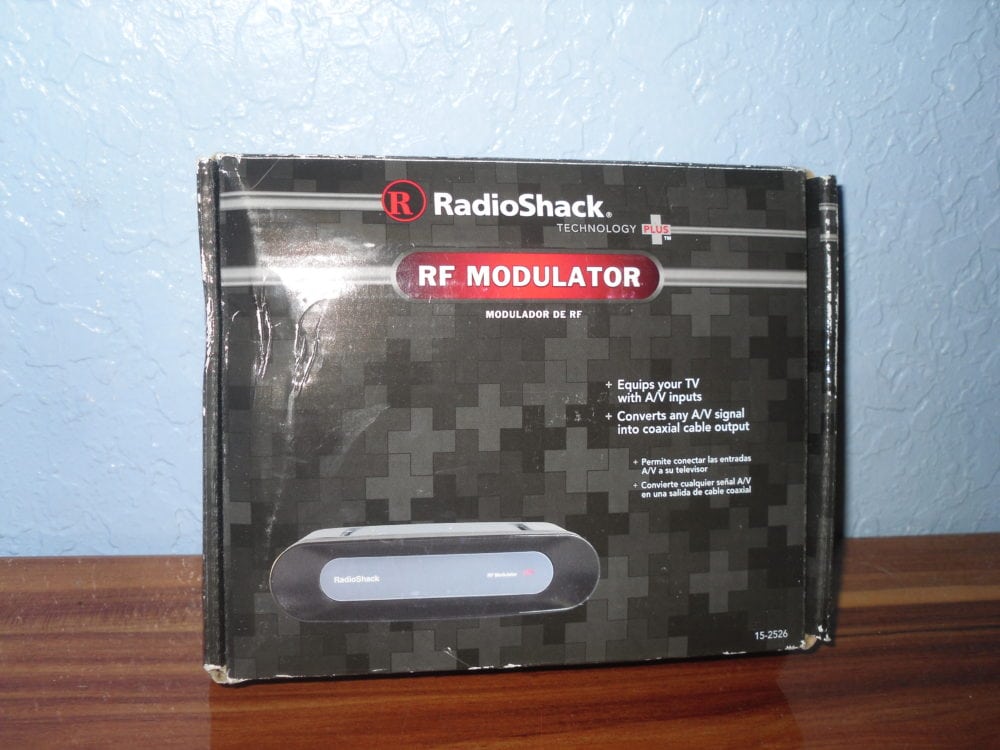 R RadioShack®
TECHNOLOGY PLUS™
RF MODULATOR
MODULADOR DE RF
+ Equips your TV
with A/V inputs
+ Converts any A/V signal
into coaxial cable output
+ Permite conectar las entradas
A/V a su televisor
+ Convierte cualquier señal A/V
en una salida de cable coaxial
RadioShack RF Modulator
15-2526